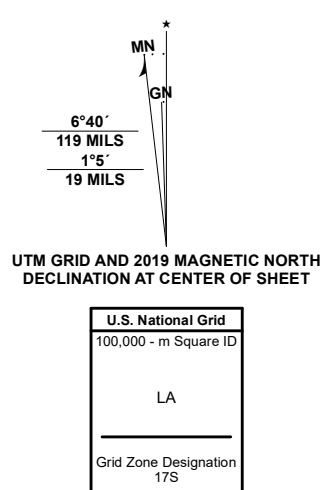 MN
GN
6°40´
119 MILS
1°5´
19 MILS
UTM GRID AND 2019 MAGNETIC NORTH
DECLINATION AT CENTER OF SHEET
U.S. National Grid
100,000 - m Square ID
LA
Grid Zone Designation
17S